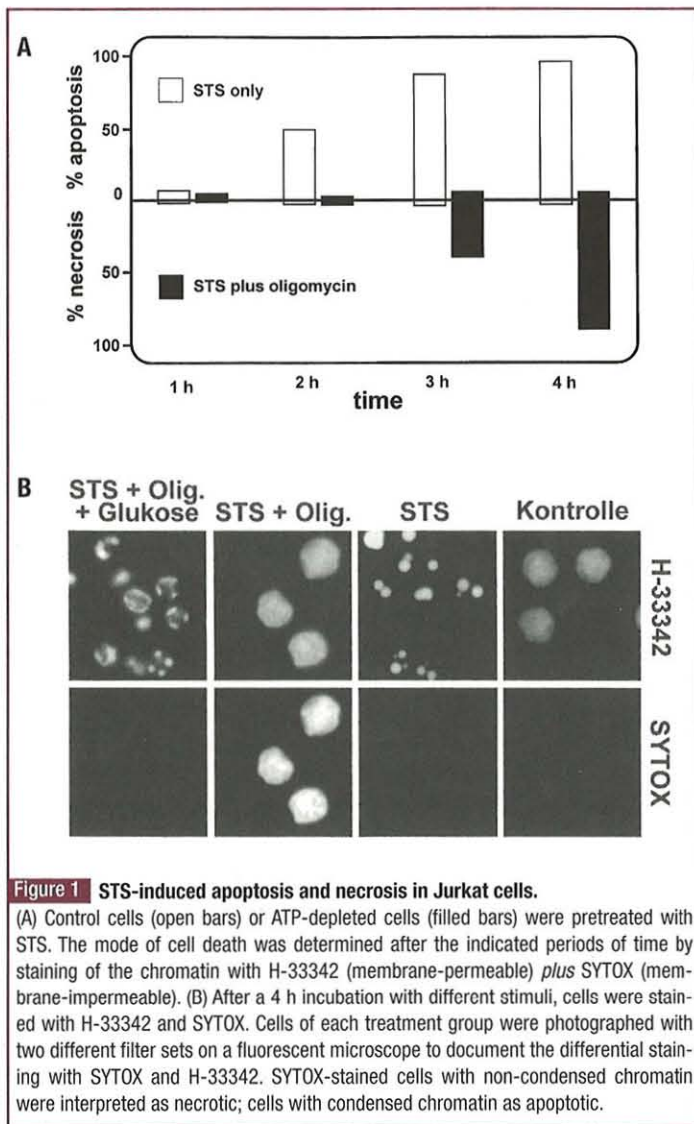 A
100
50
0
50
100
% apoptosis
% necrosis
STS only
STS plus oligomycin
1 h 2 h 3 h 4 h
time
B
STS + Olig.
+ Glukose
STS + Olig.
STS
Kontrolle
H-33342
SYTOX
Figure 1 STS-induced apoptosis and necrosis in Jurkat cells.
(A) Control cells (open bars) or ATP-depleted cells (filled bars) were pretreated with
STS. The mode of cell death was determined after the indicated periods of time by
staining of the chromatin with H-33342 (membrane-permeable) plus SYTOX (mem-
brane-impermeable). (B) After a 4 h incubation with different stimuli, cells were stain-
ed with H-33342 and SYTOX. Cells of each treatment group were photographed with
two different filter sets on a fluorescent microscope to document the differential stain-
ing with SYTOX and H-33342. SYTOX-stained cells with non-condensed chromatin
were interpreted as necrotic; cells with condensed chromatin as apoptotic.